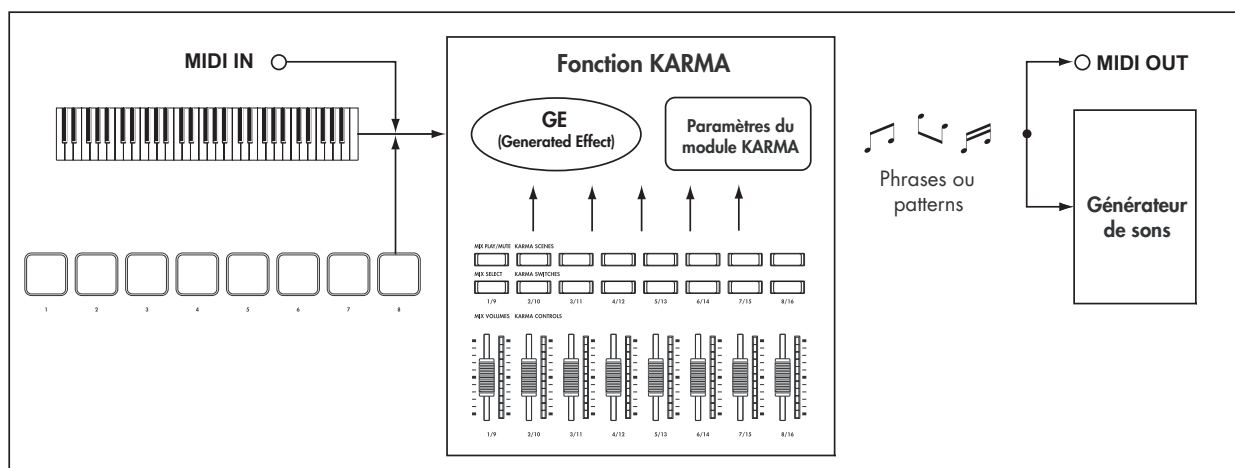 MIDI IN
1 2 3 4 5 6 7 8
Fonction KARMA
GE
(Generated Effect)
Paramètres du
module KARMA
MIX PLAY/MUTE KARMA SCENES
MIX SELECT KARMA SWITCHES
1/9 2/10 3/11 4/12 5/13 6/14 7/15 8/16
MIX VOLUMES KARMA CONTROLS
1/9 2/10 3/11 4/12 5/13 6/14 7/15 8/16
Phrases ou
patterns
MIDI OUT
Générateur
de sons